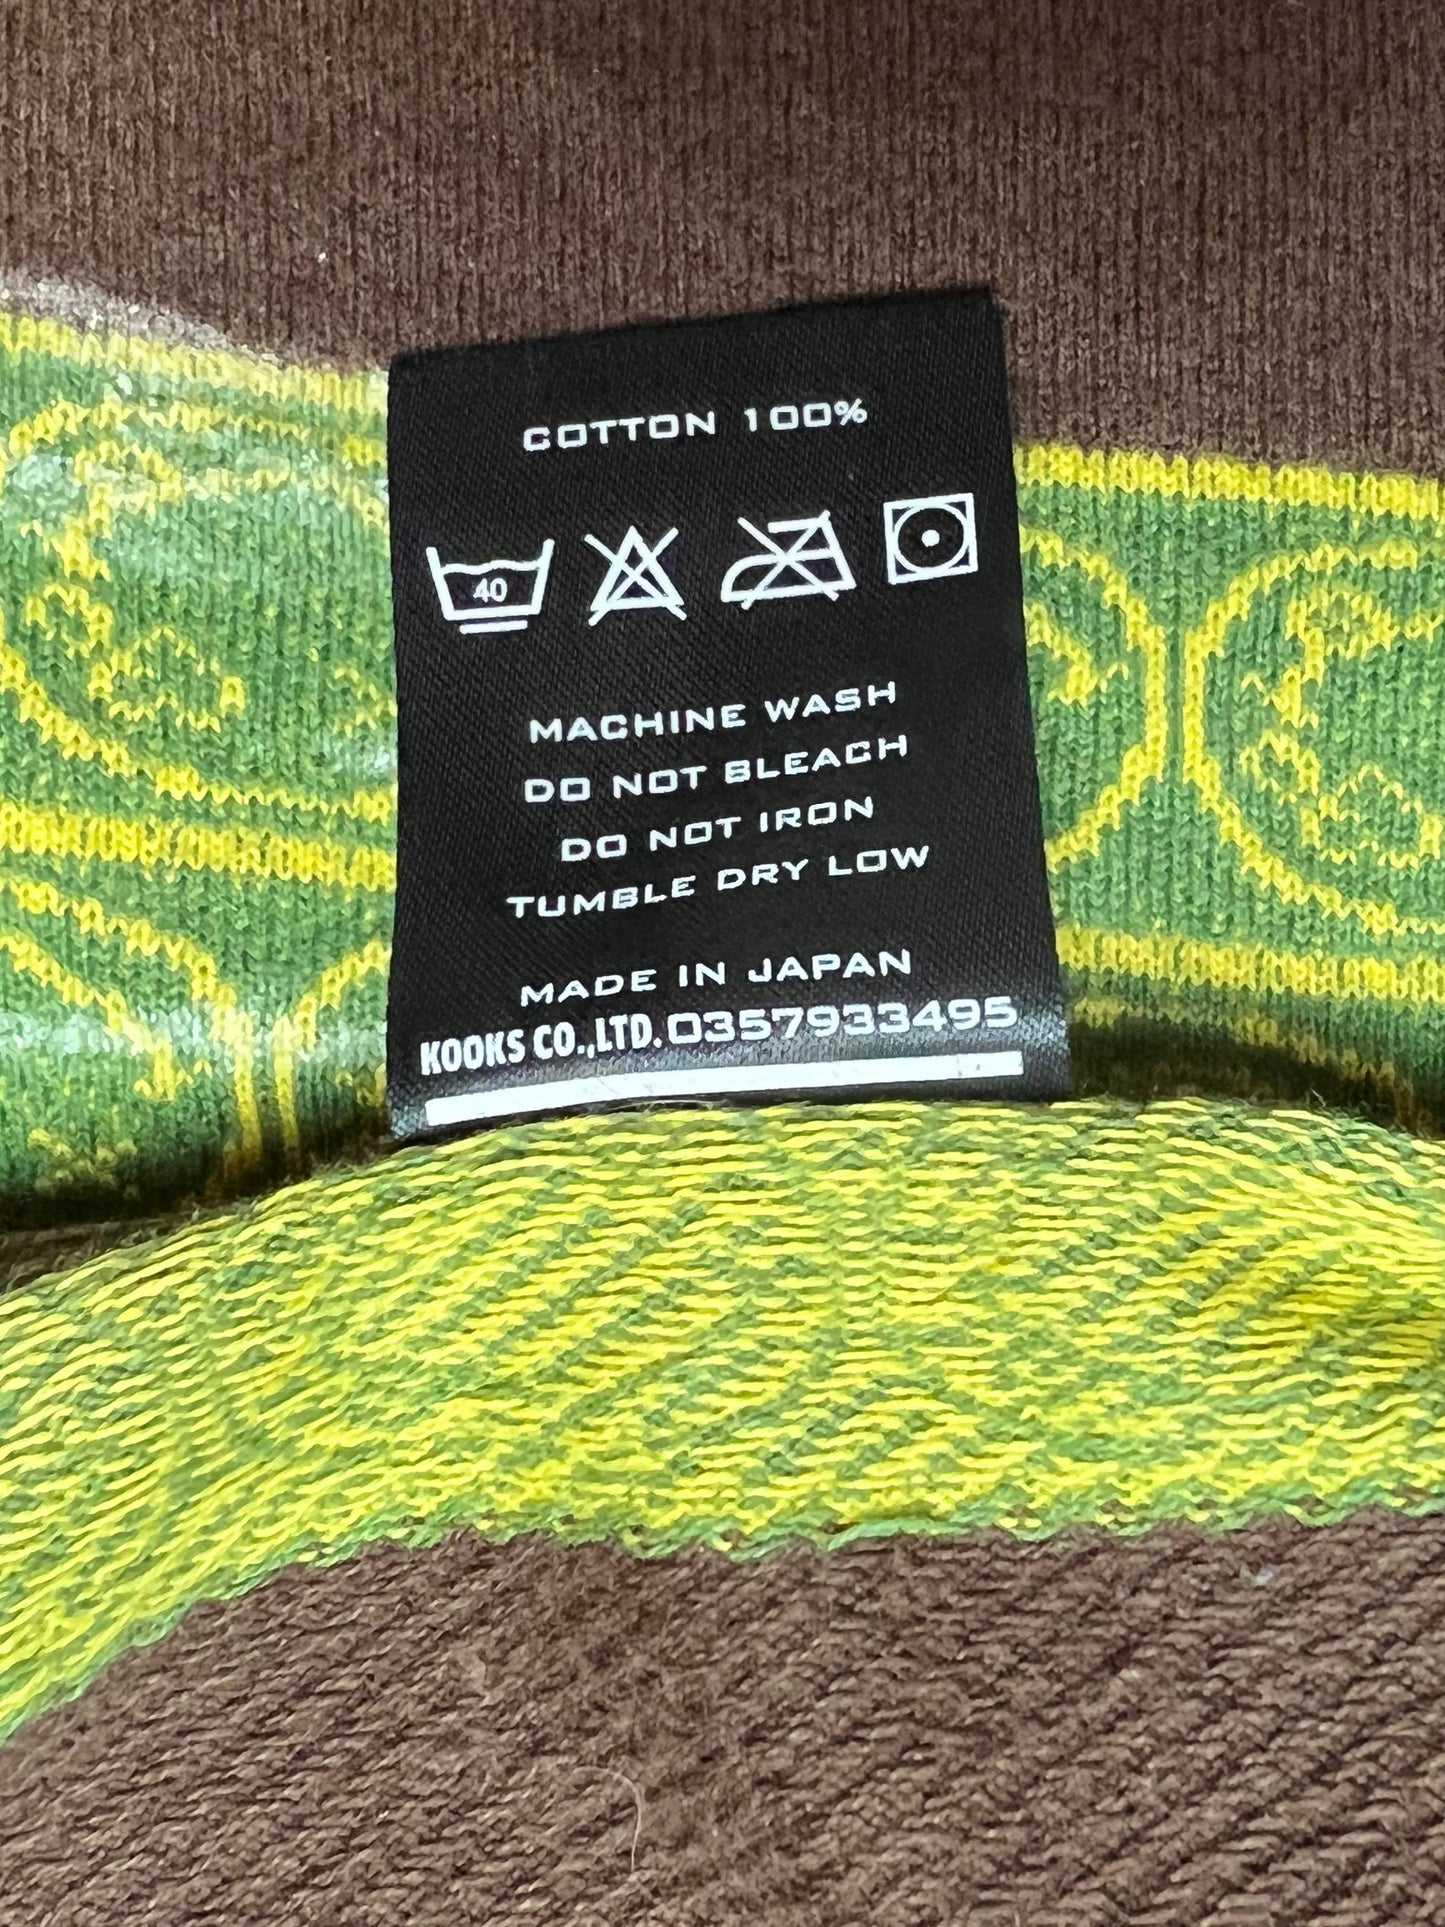 COTTON 100%
40
MACHINE WASH
DO NOT BLEACH
DO NOT IRON
TUMBLE DRY LOW
MADE IN JAPAN
KOOKS CO.,LTD. 0357933495